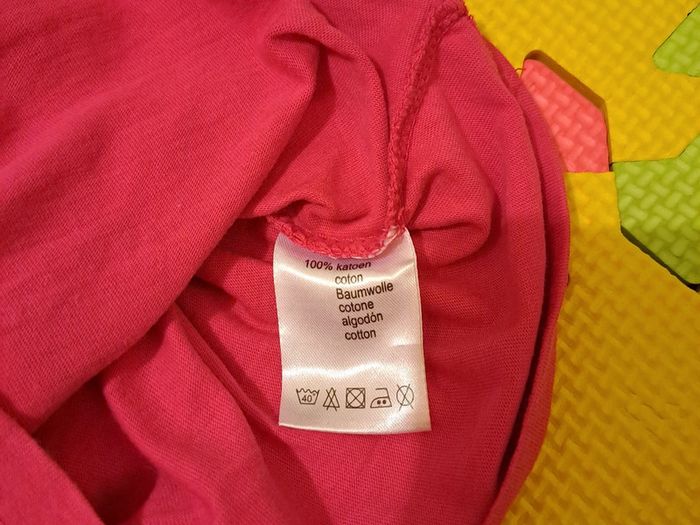 100% katoen
coton
Baumwolle
cotone
algodón
cotton
40°